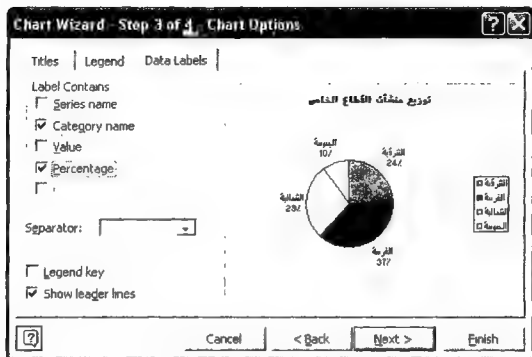 Chart Wizard - Step 3 of 4 - Chart Options
Titles
Legend
Data Labels
Label Contains
Series name
Category name
Value
Percentage
Separator:
Legend key
Show leader lines
توزيع منشآت القطاع الخاص
الشرقية
24٪
الغربية
37٪
الشمالية
29٪
10٪
الشرقية
الغربية
الشمالية
Cancel
< Back
Next >
Finish